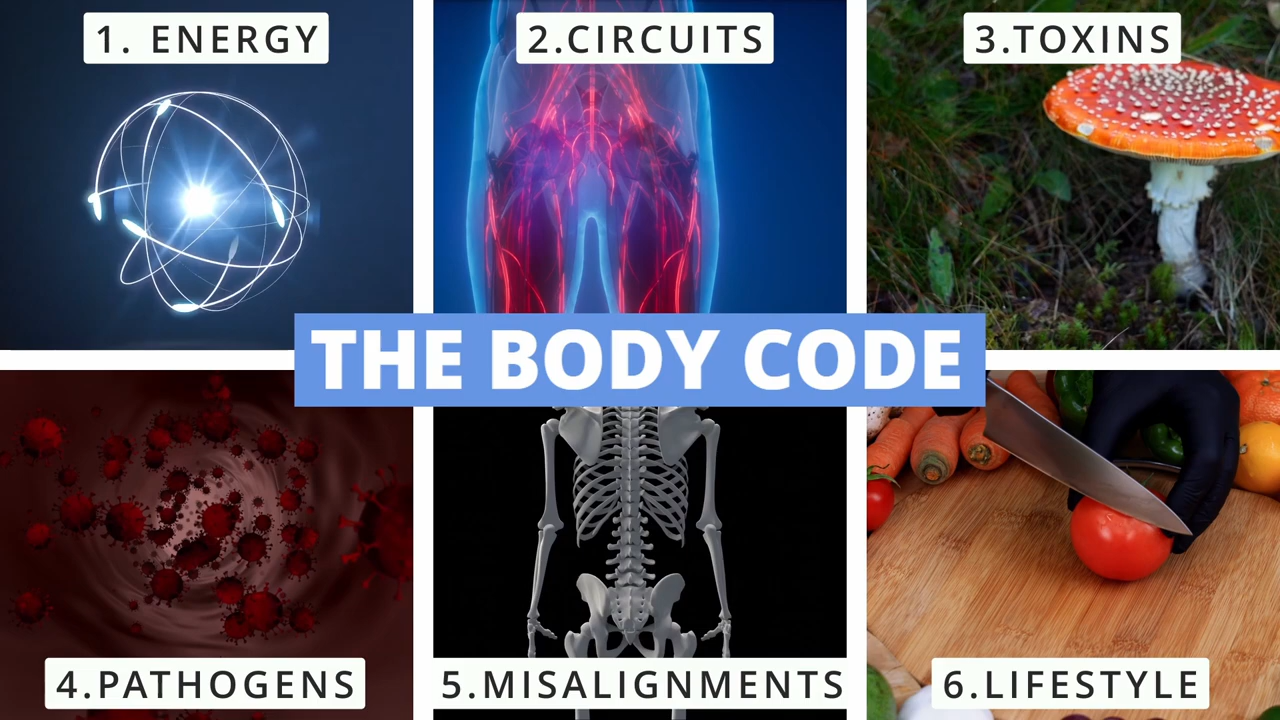 1. ENERGY
2.CIRCUITS
3.TOXINS
THE BODY CODE
4.PATHOGENS
5.MISALIGNMENTS
6.LIFESTYLE